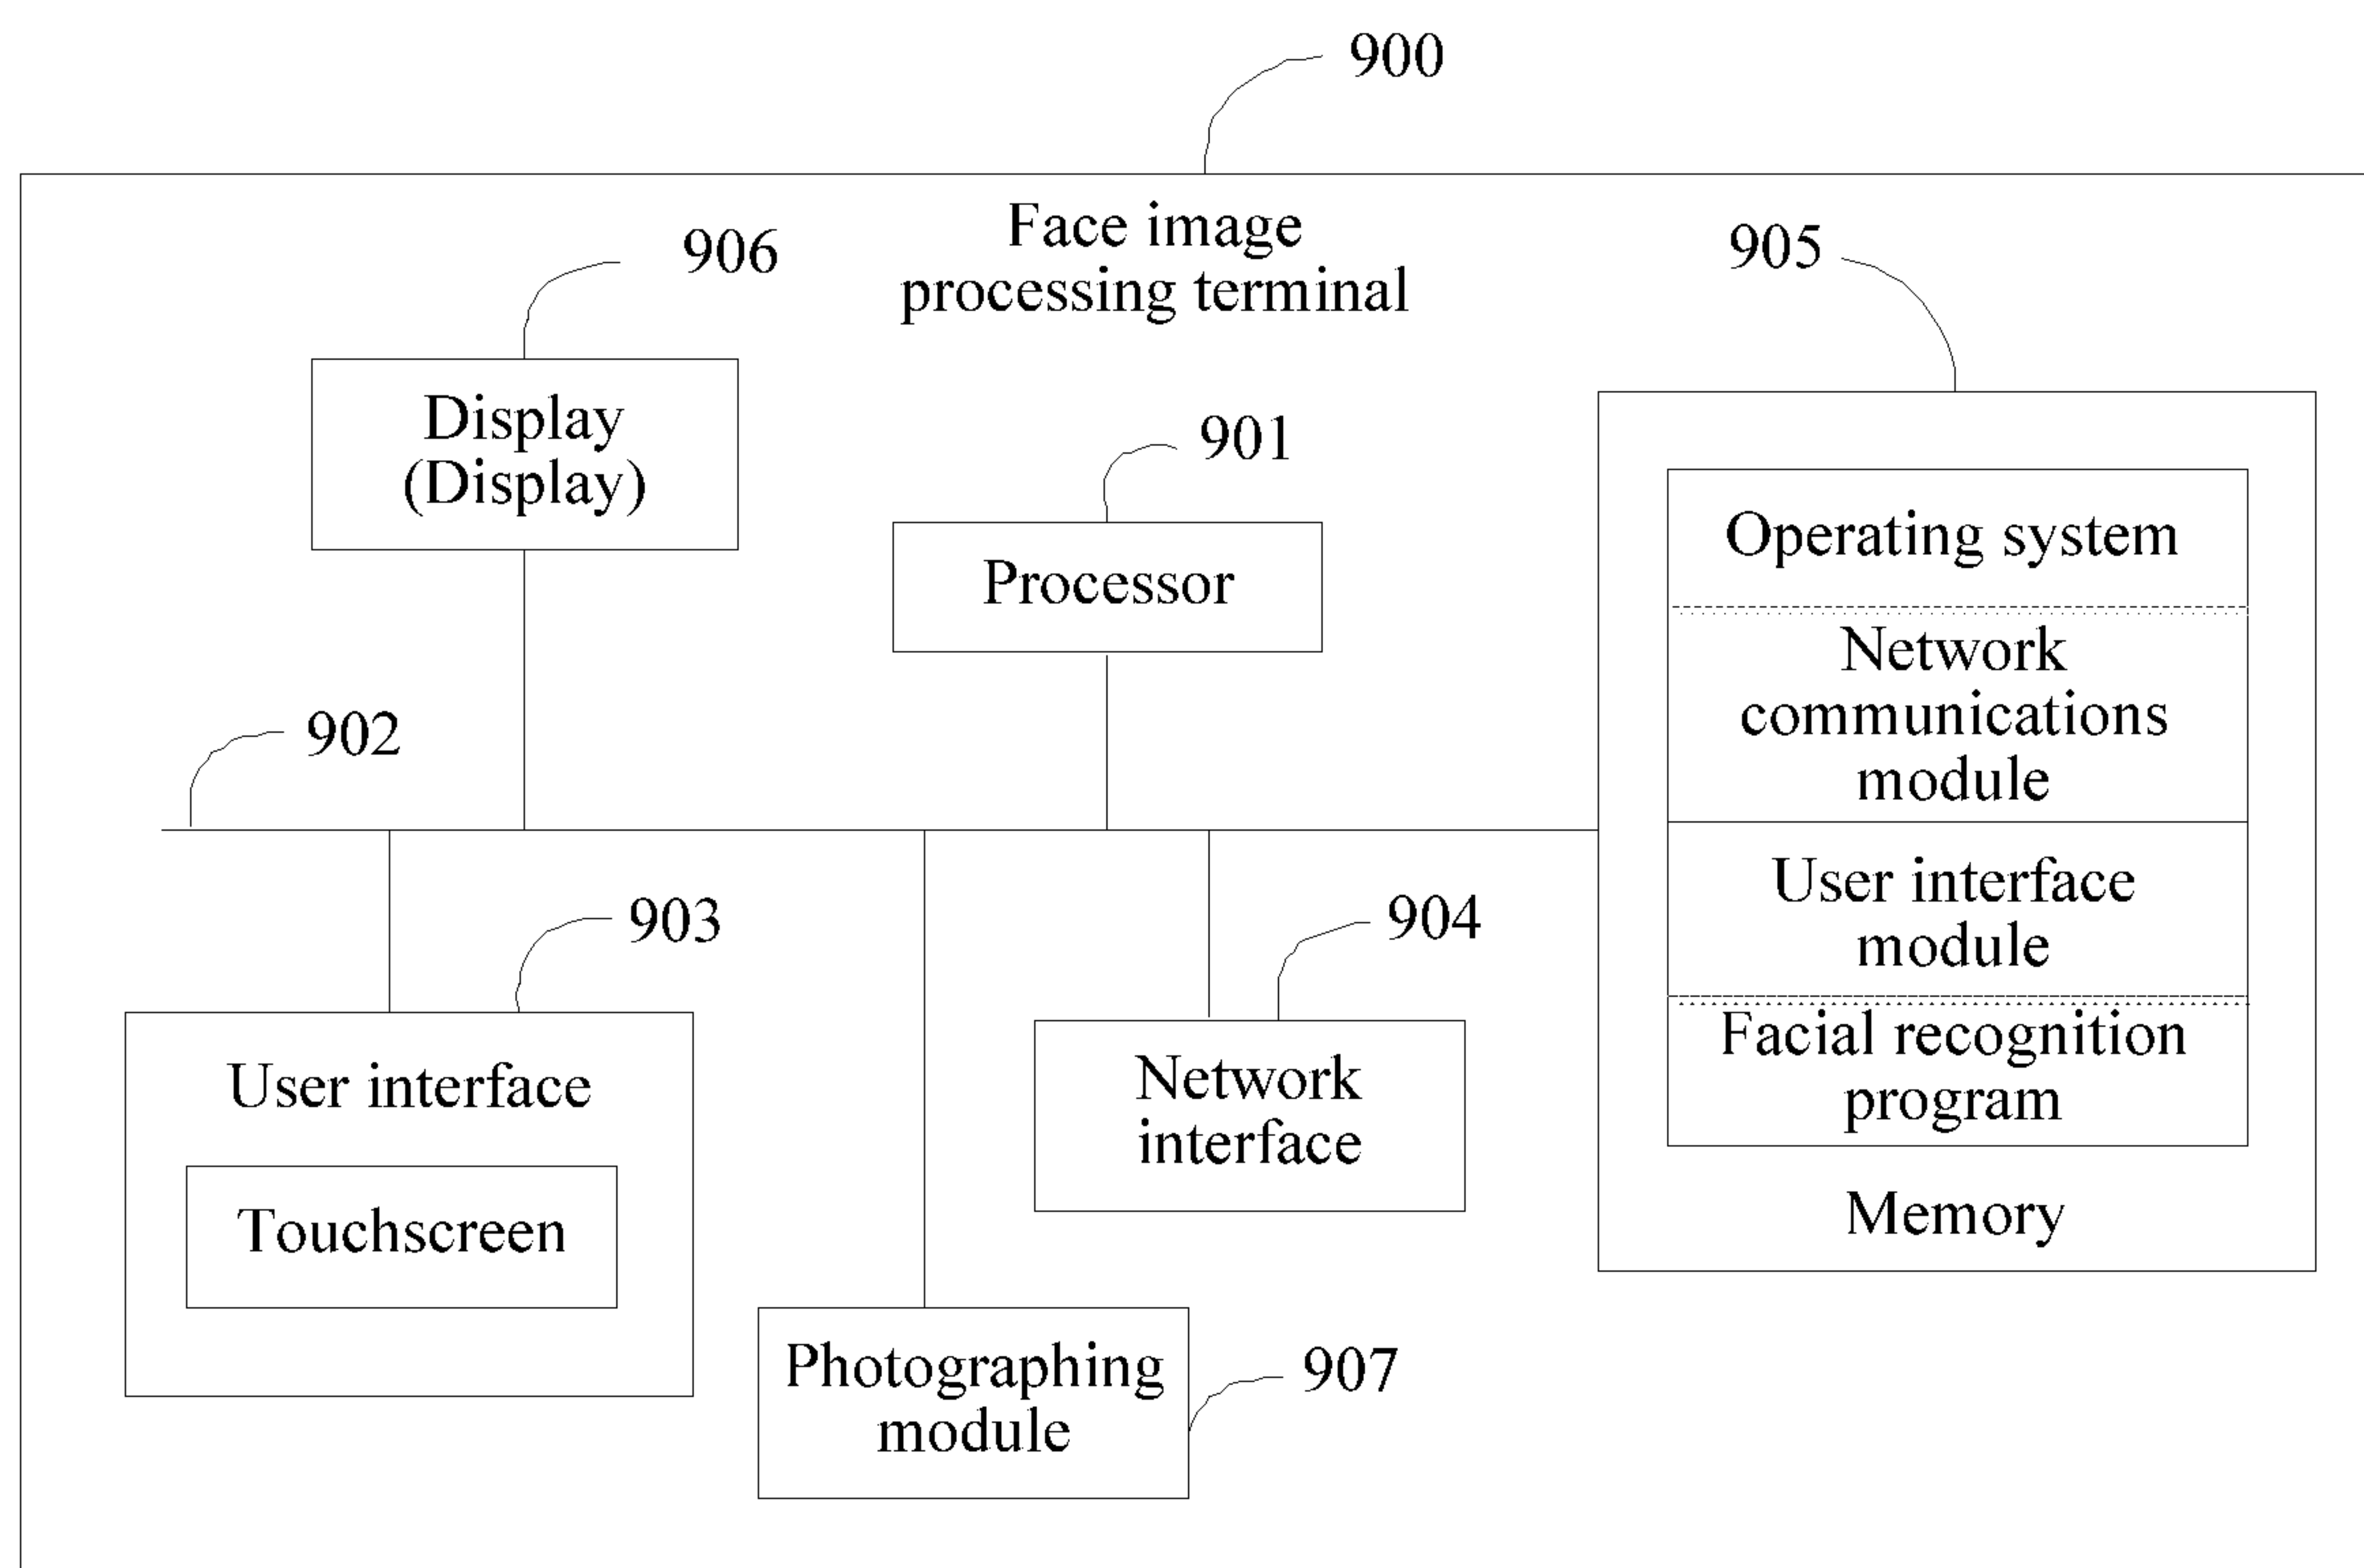 900
Face image
processing terminal
906
905
Display
(Display)
901
Processor
Operating system
Network
communications
module
902
User interface
module
903
904
Facial recognition
program
User interface
Network
interface
Touchscreen
Memory
Photographing
module
907